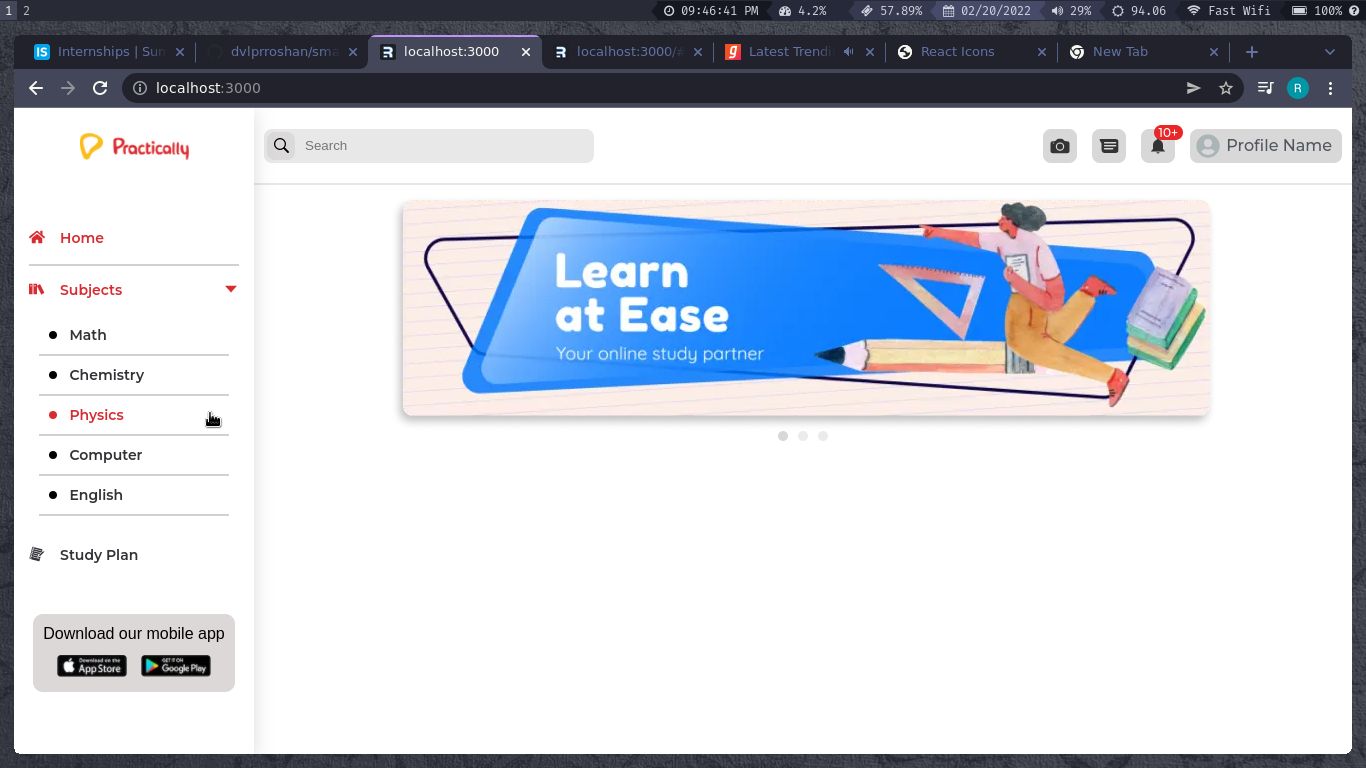 1 2 09:46:41 PM 4.2% 57.89% 02/20/2022 29% 94.06 Fast Wifi 100%
Internships | Sun dvlprroshan/sma localhost:3000 localhost:3000/# Latest Trendi React Icons New Tab
localhost:3000 R
Practically
Search
10+
Profile Name
Home
Subjects
Math
Chemistry
Physics
Computer
English
Study Plan
Download our mobile app
Download on the
App Store
GET IT ON
Google Play
Learn
at Ease
Your online study partner